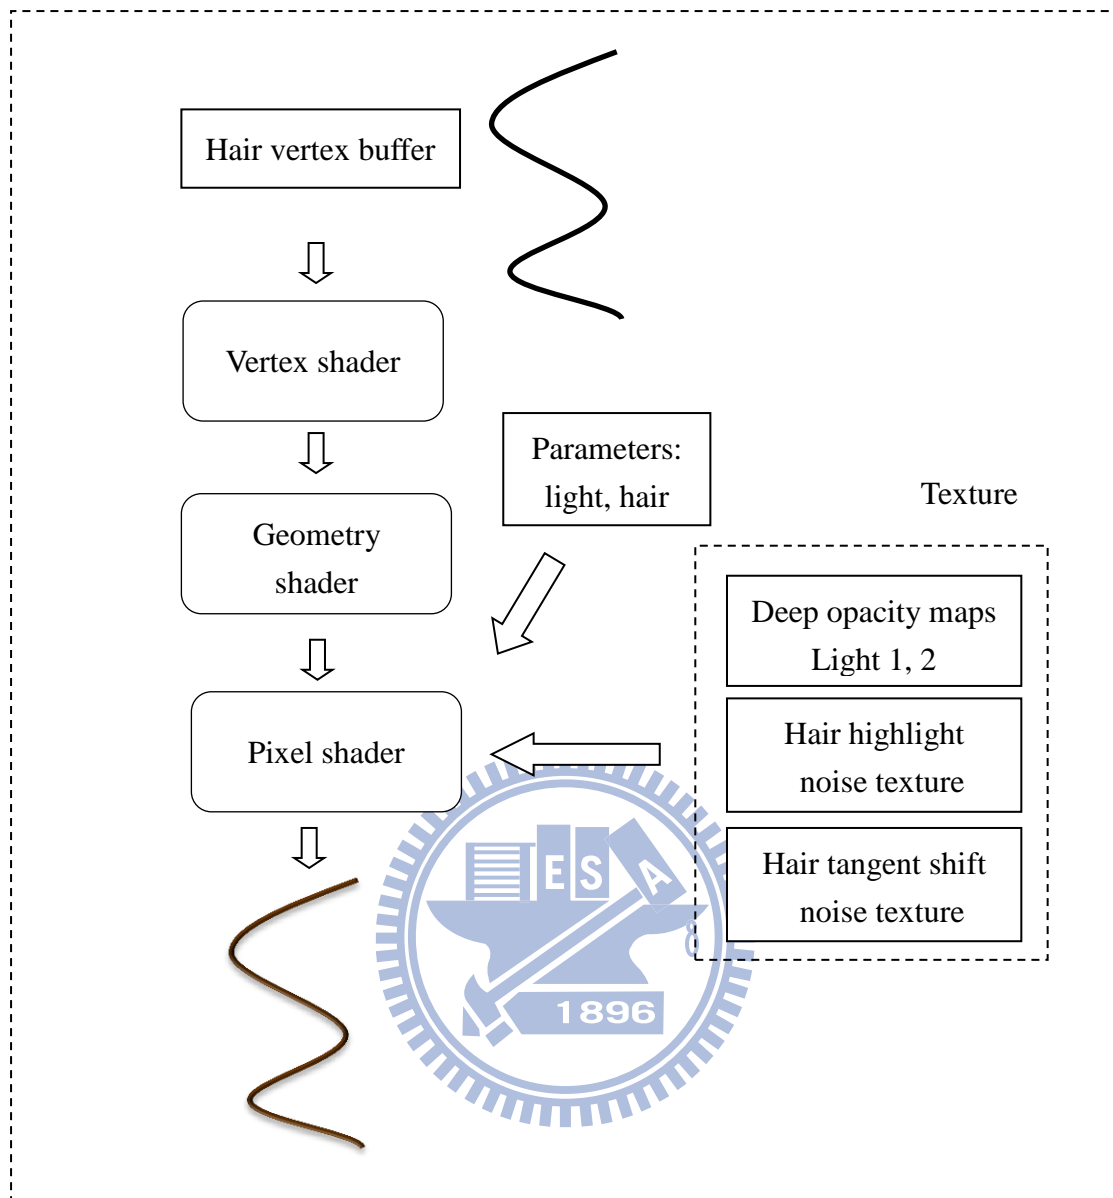 Hair vertex buffer
Vertex shader
Parameters:
light, hair
Texture
Geometry
shader
Deep opacity maps
Light 1, 2
Pixel shader
Hair highlight
noise texture
Hair tangent shift
noise texture
E S A
1896